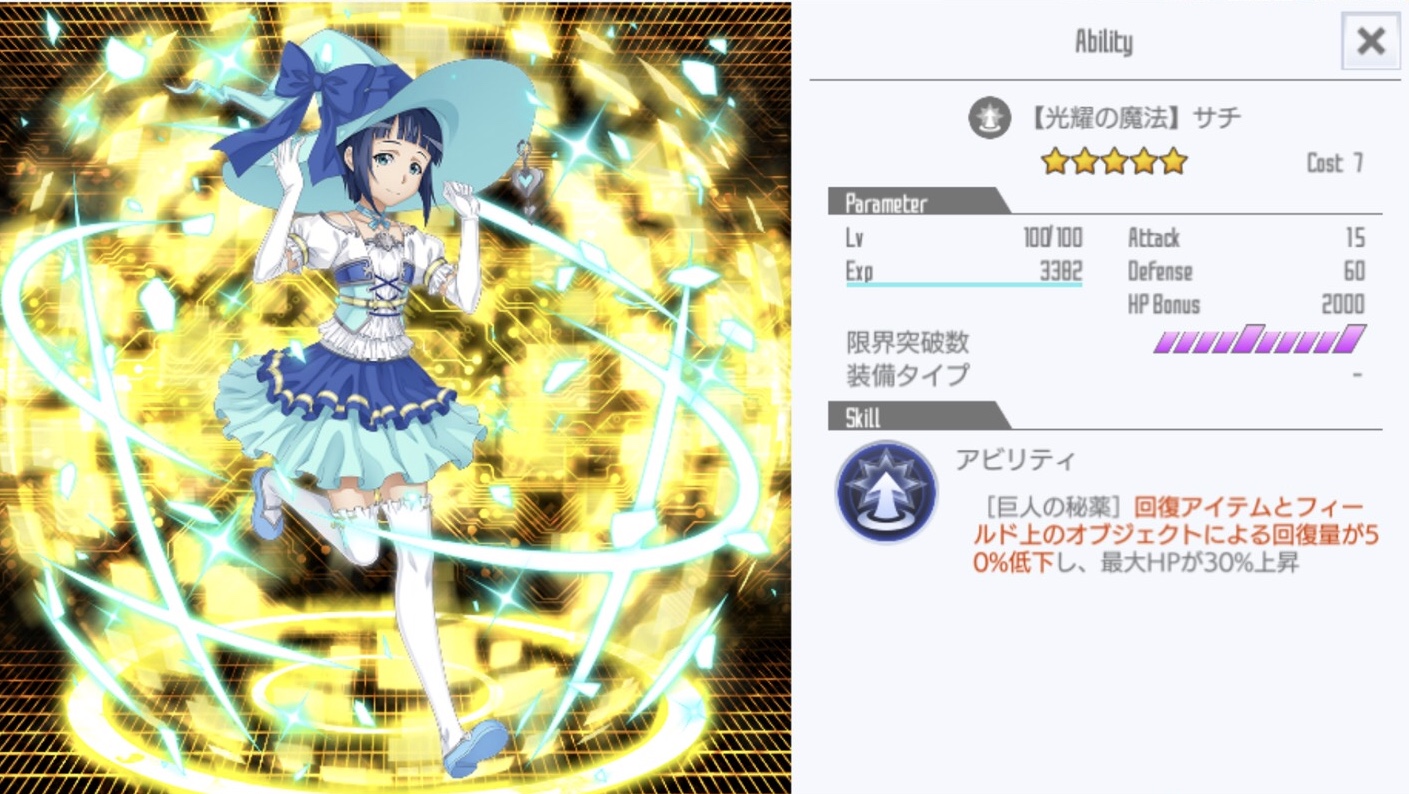 Ability
【光耀の魔法】サチ
Cost 7
Parameter
Lv 100/100 Attack 15
Exp 3382 Defense 60
HP Bonus 2000
限界突破数
装備タイプ -
Skill
アビリティ
［巨人の秘薬］回復アイテムとフィー
ルド上のオブジェクトによる回復量が5
0%低下し、最大HPが30%上昇